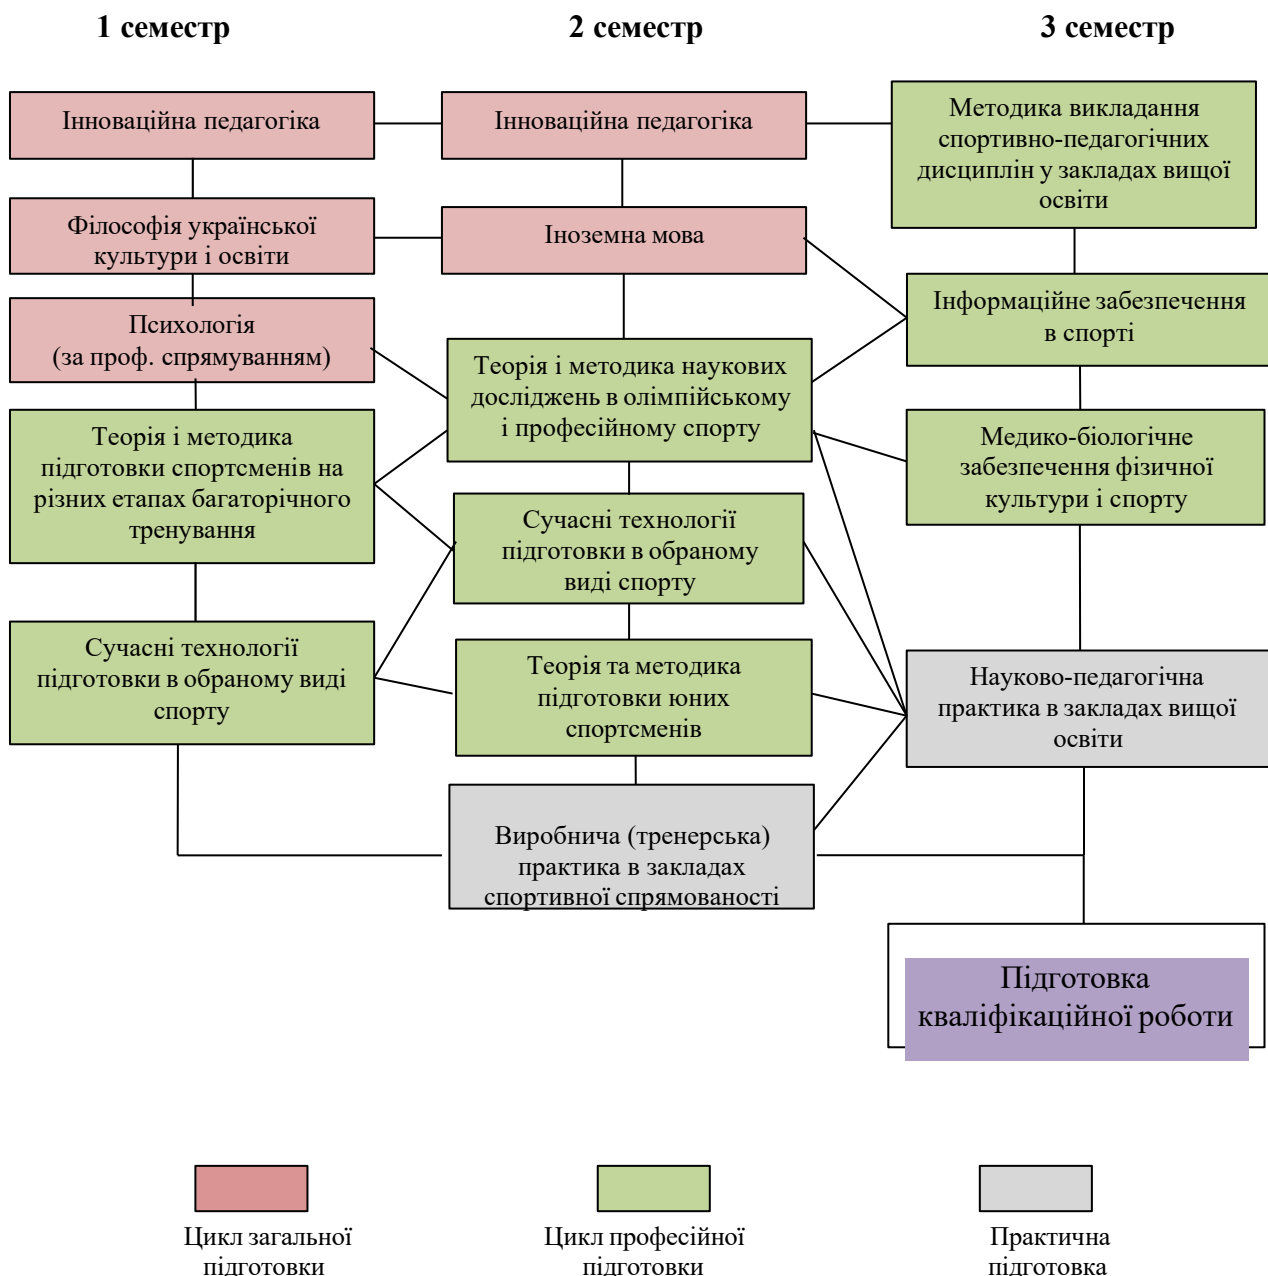 1 семестр
2 семестр
3 семестр
Інноваційна педагогіка
Філософія української
культури і освіти
Психологія
(за проф. спрямуванням)
Теорія і методика
підготовки спортсменів на
різних етапах багаторічного
тренування
Сучасні технології
підготовки в обраному виді
спорту
Інноваційна педагогіка
Іноземна мова
Теорія і методика наукових
досліджень в олімпійському
і професійному спорту
Сучасні технології
підготовки в обраному
виді спорту
Теорія та методика
підготовки юних
спортсменів
Виробнича (тренерська)
практика в закладах
спортивної спрямованості
Методика викладання
спортивно-педагогічних
дисциплін у закладах вищої
освіти
Інформаційне забезпечення
в спорті
Медико-біологічне
забезпечення фізичної
культури і спорту
Науково-педагогічна
практика в закладах вищої
освіти
Підготовка
кваліфікаційної роботи
Цикл загальної
підготовки
Цикл професійної
підготовки
Практична
підготовка